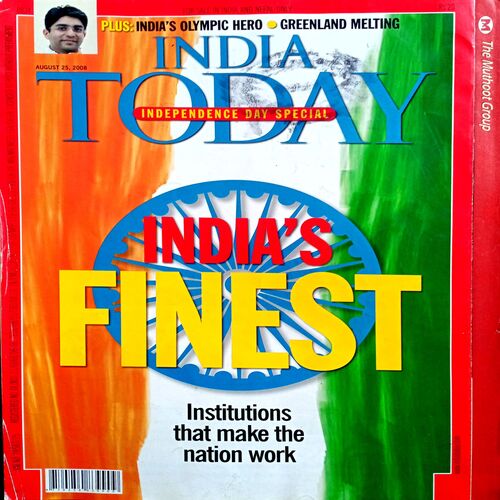 PLUS: INDIA'S OLYMPIC HERO ● GREENLAND MELTING
AUGUST 25, 2008
INDIA
TODAY
INDEPENDENCE DAY SPECIAL
INDIA'S
FINEST
Institutions
that make the
nation work
The Muthoot Group